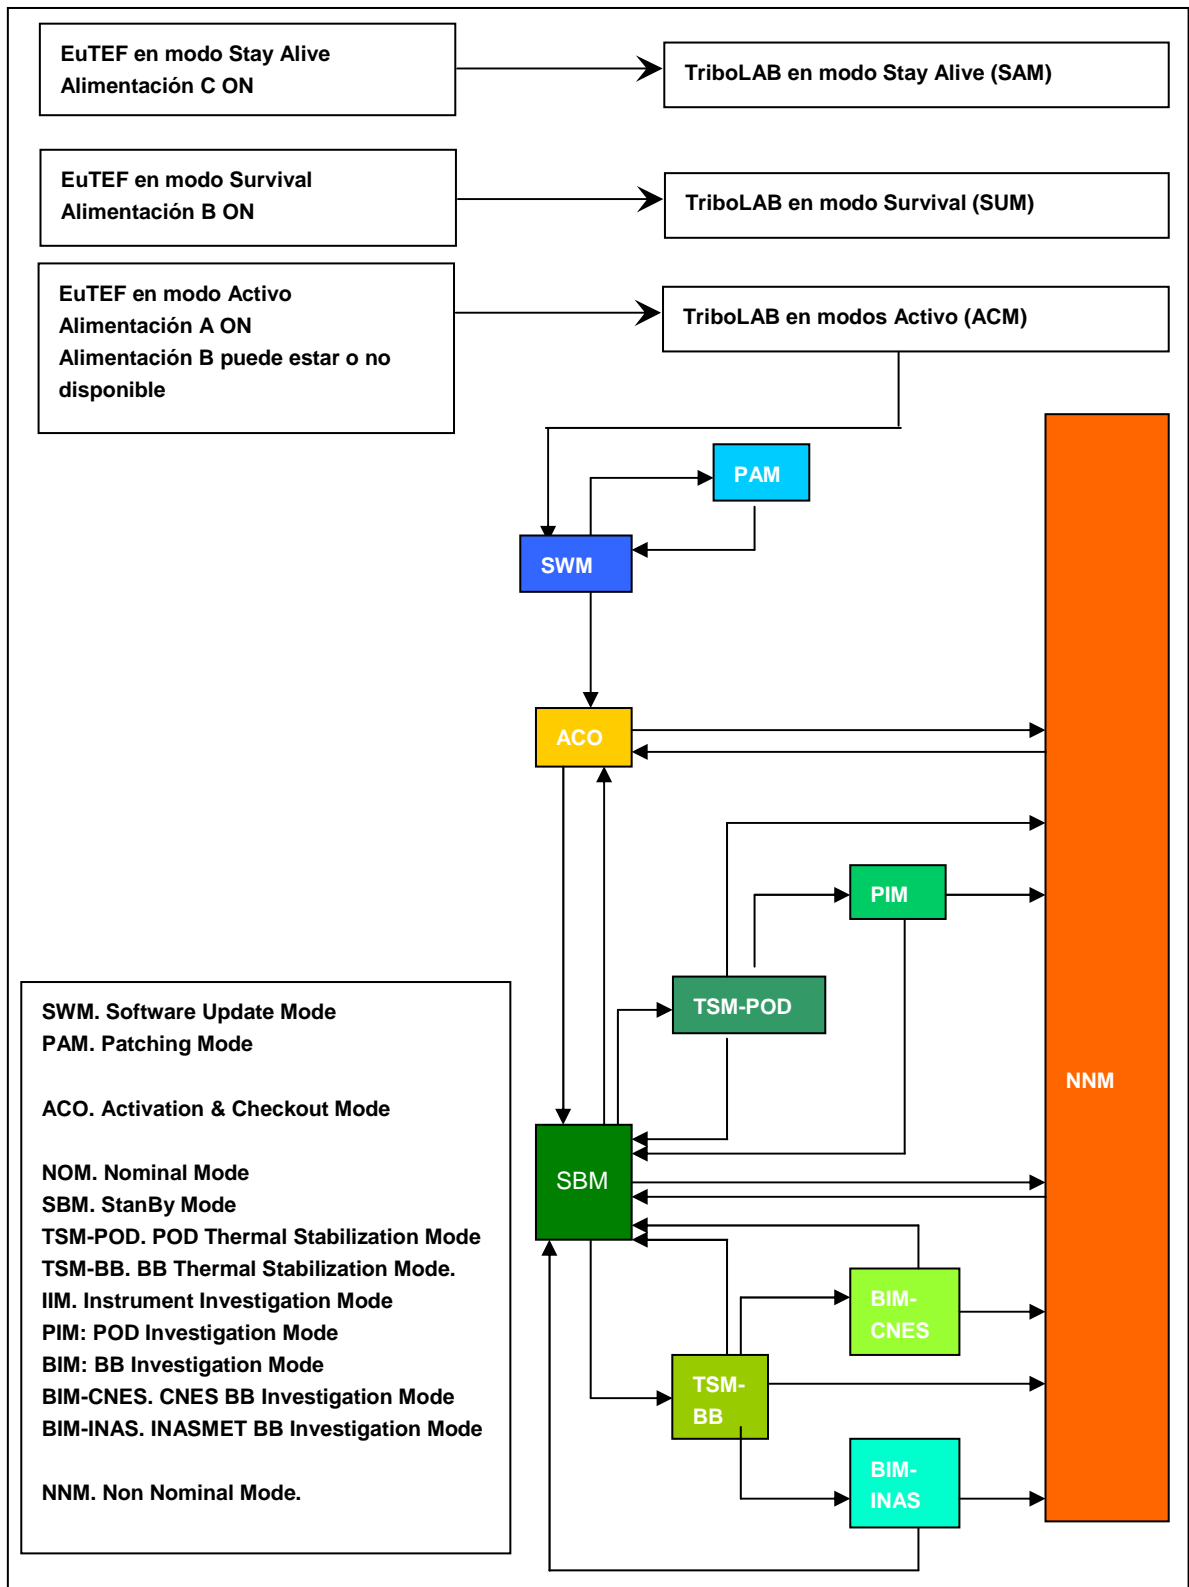 EuTEF en modo Stay Alive
Alimentación C ON
TriboLAB en modo Stay Alive (SAM)
EuTEF en modo Survival
Alimentación B ON
TriboLAB en modo Survival (SUM)
EuTEF en modo Activo
Alimentación A ON
Alimentación B puede estar o no
disponible
TriboLAB en modos Activo (ACM)
PAM
SWM
ACO
PIM
TSM-POD
NNM
SBM
BIM-
CNES
TSM-
BB
BIM-
INAS
SWM. Software Update Mode
PAM. Patching Mode
ACO. Activation & Checkout Mode
NOM. Nominal Mode
SBM. StanBy Mode
TSM-POD. POD Thermal Stabilization Mode
TSM-BB. BB Thermal Stabilization Mode.
IIM. Instrument Investigation Mode
PIM: POD Investigation Mode
BIM: BB Investigation Mode
BIM-CNES. CNES BB Investigation Mode
BIM-INAS. INASMET BB Investigation Mode
NNM. Non Nominal Mode.